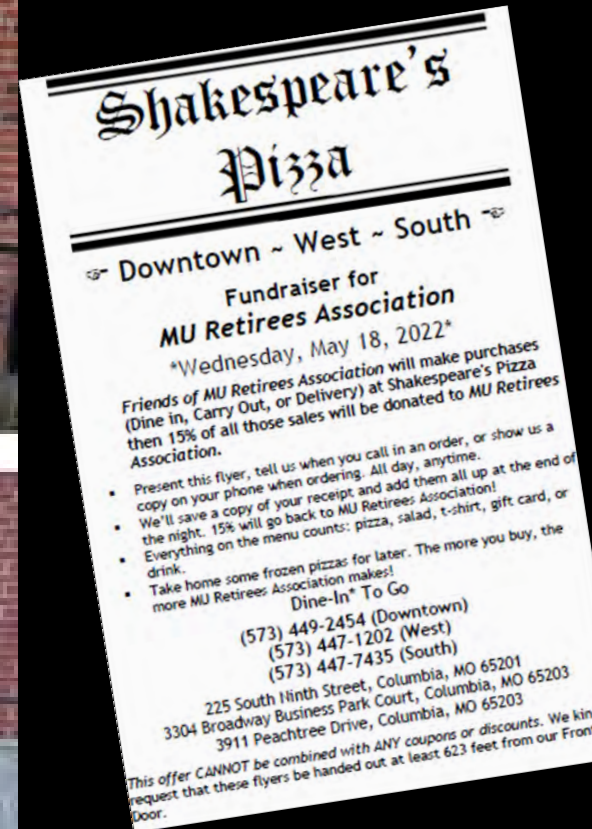 Shakespeare's
Pizza
☞ Downtown ~ West ~ South ☜
Fundraiser for
MU Retirees Association
*Wednesday, May 18, 2022*
Friends of MU Retirees Association will make purchases
(Dine in, Carry Out, or Delivery) at Shakespeare's Pizza
then 15% of all those sales will be donated to MU Retirees
Association.
▪ Present this flyer, tell us when you call in an order, or show us a
copy on your phone when ordering. All day, anytime.
▪ We'll save a copy of your receipt and add them all up at the end of
the night. 15% will go back to MU Retirees Association!
▪ Everything on the menu counts: pizza, salad, t-shirt, gift card, or
drink.
▪ Take home some frozen pizzas for later. The more you buy, the
more MU Retirees Association makes!
Dine-In* To Go
(573) 449-2454 (Downtown)
(573) 447-1202 (West)
(573) 447-7435 (South)
225 South Ninth Street, Columbia, MO 65201
3304 Broadway Business Park Court, Columbia, MO 65203
3911 Peachtree Drive, Columbia, MO 65203
This offer CANNOT be combined with ANY coupons or discounts. We kin
request that these flyers be handed out at least 623 feet from our Fron
Door.